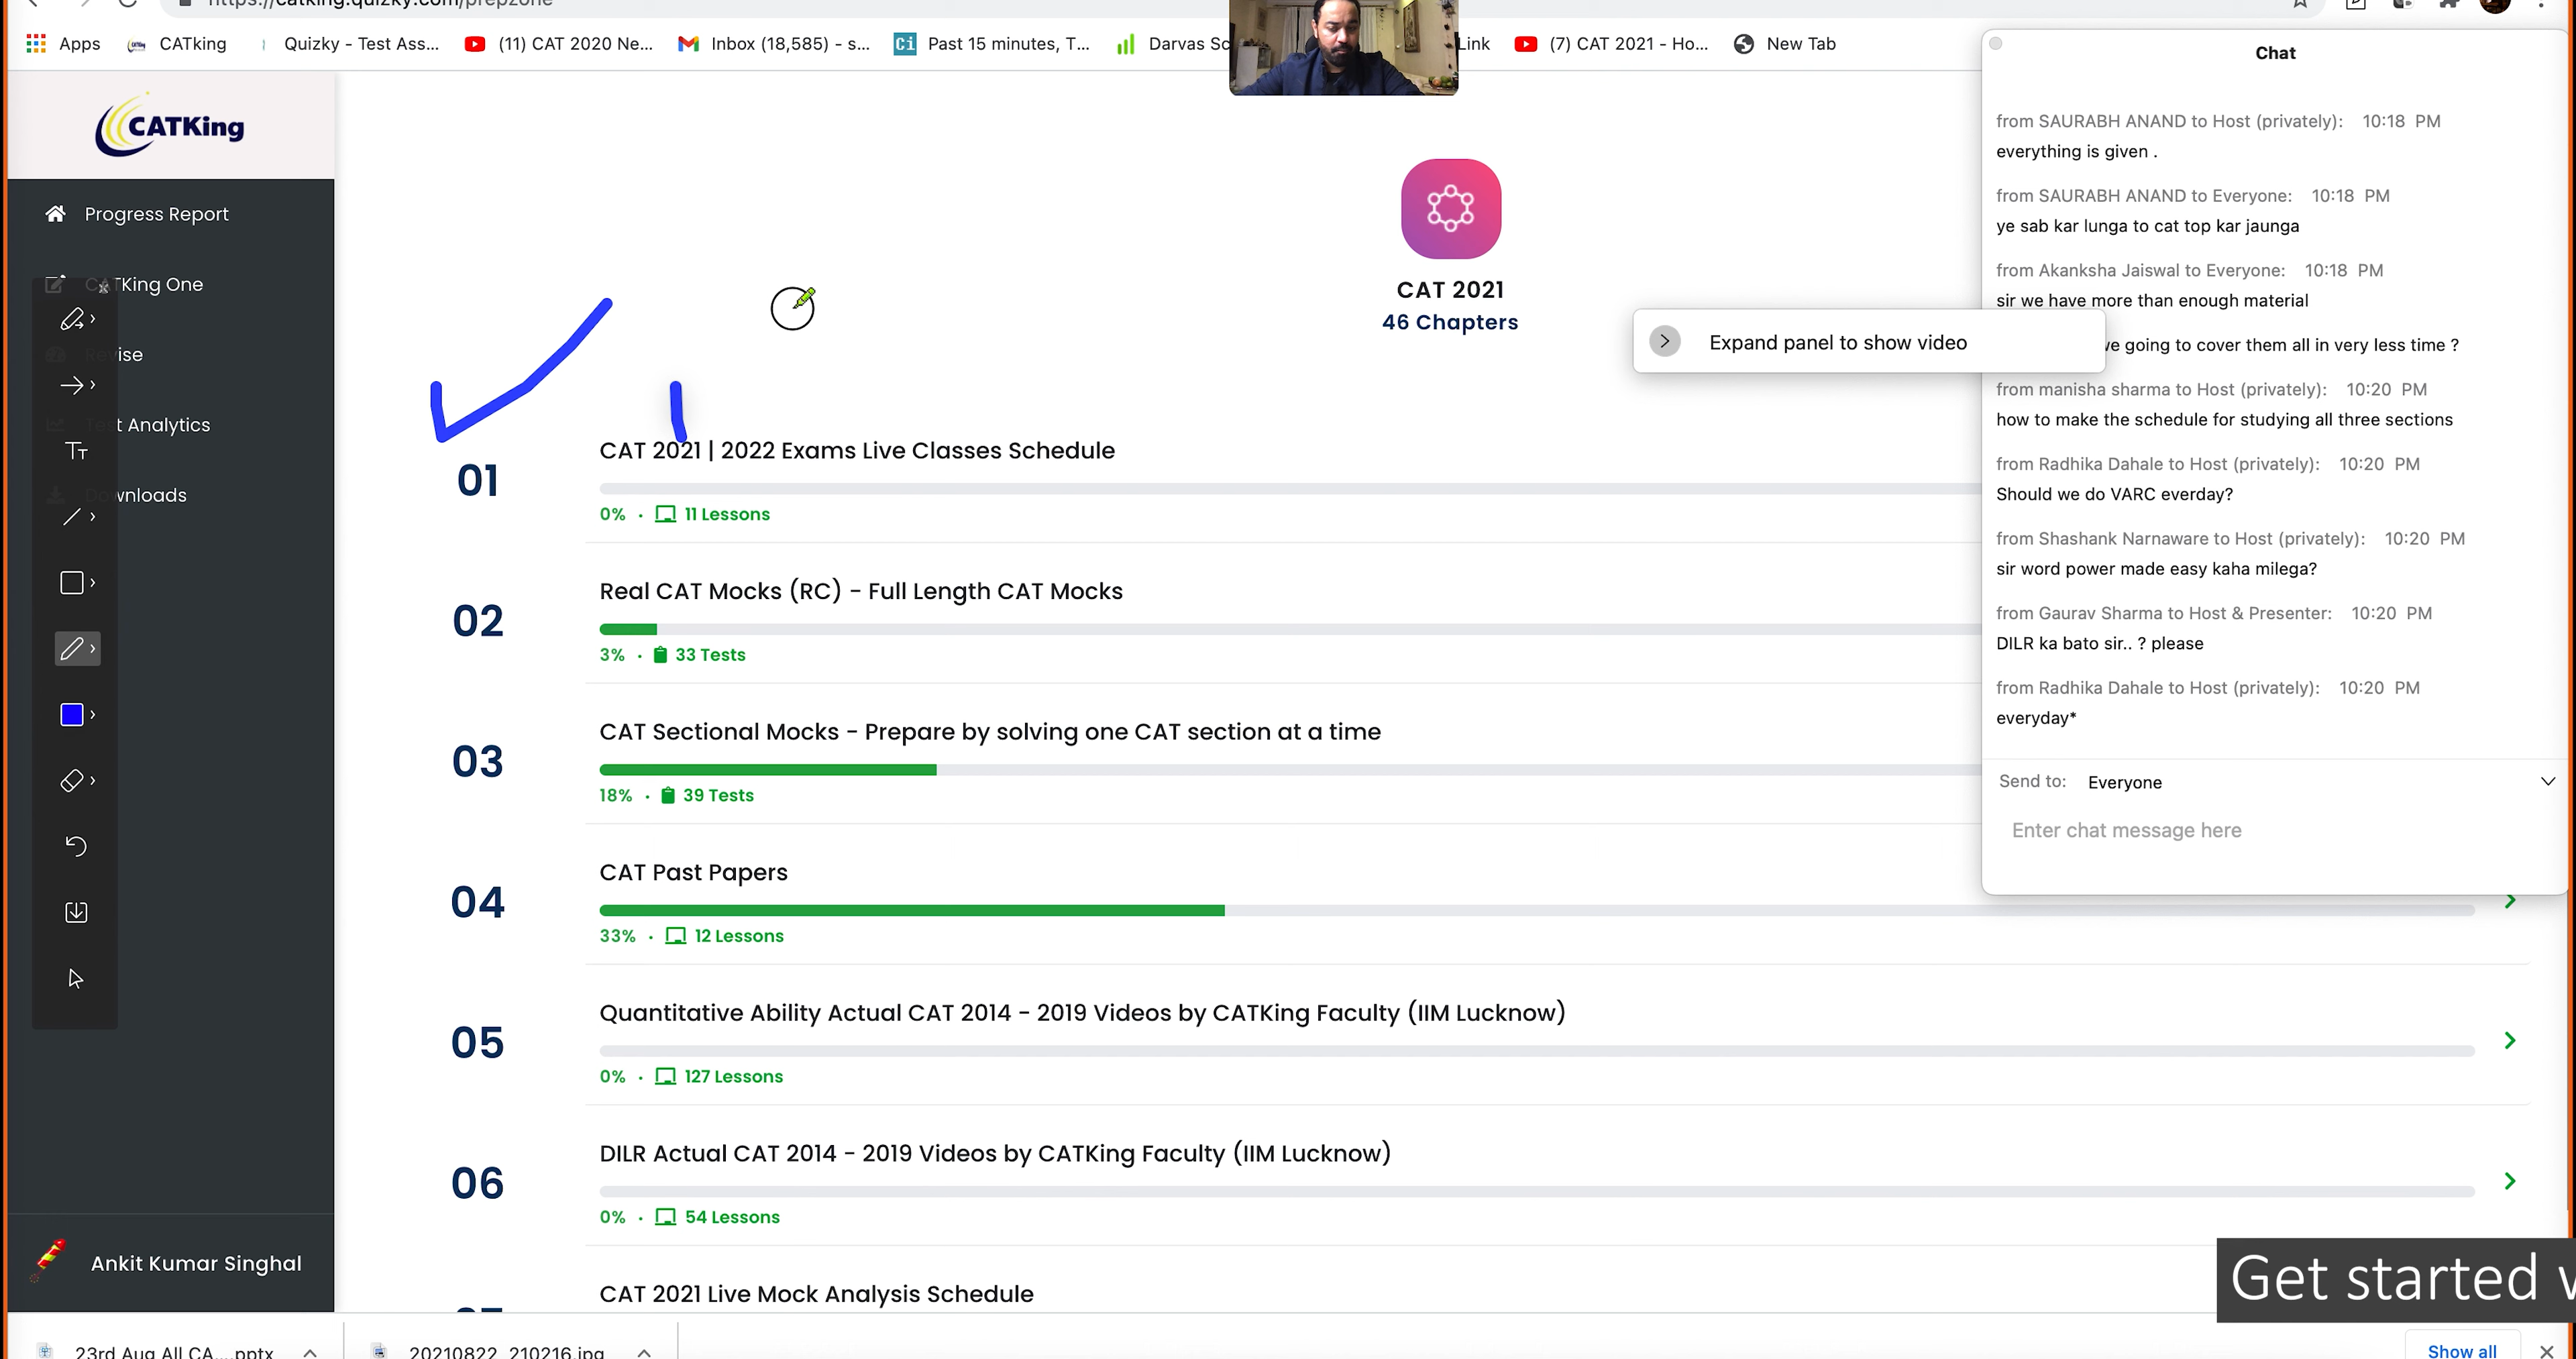 https://catking.quizky.com/prepzone
Apps
CATking
Quizky - Test Ass...
(11) CAT 2020 Ne...
Inbox (18,585) - s...
Past 15 minutes, T...
Darvas Sc
Link
(7) CAT 2021 - Ho...
New Tab
CATKing
Progress Report
CATKing One
Revise
Test Analytics
Downloads
Ankit Kumar Singhal
CAT 2021
46 Chapters
01
CAT 2021 | 2022 Exams Live Classes Schedule
0% · 11 Lessons
02
Real CAT Mocks (RC) - Full Length CAT Mocks
3% · 33 Tests
03
CAT Sectional Mocks - Prepare by solving one CAT section at a time
18% · 39 Tests
04
CAT Past Papers
33% · 12 Lessons
05
Quantitative Ability Actual CAT 2014 - 2019 Videos by CATKing Faculty (IIM Lucknow)
0% · 127 Lessons
06
DILR Actual CAT 2014 - 2019 Videos by CATKing Faculty (IIM Lucknow)
0% · 54 Lessons
CAT 2021 Live Mock Analysis Schedule
Expand panel to show video
Chat
from SAURABH ANAND to Host (privately): 10:18 PM
everything is given .
from SAURABH ANAND to Everyone: 10:18 PM
ye sab kar lunga to cat top kar jaunga
from Akanksha Jaiswal to Everyone: 10:18 PM
sir we have more than enough material
going to cover them all in very less time ?
from manisha sharma to Host (privately): 10:20 PM
how to make the schedule for studying all three sections
from Radhika Dahale to Host (privately): 10:20 PM
Should we do VARC everday?
from Shashank Narnaware to Host (privately): 10:20 PM
sir word power made easy kaha milega?
from Gaurav Sharma to Host & Presenter: 10:20 PM
DILR ka bato sir.. ? please
from Radhika Dahale to Host (privately): 10:20 PM
everyday*
Send to: Everyone
Enter chat message here
Get started
23rd Aug All CA....pptx
20210822_210216.jpg
Show all